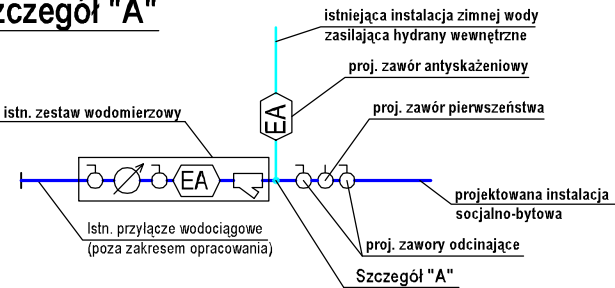 zczegół "A"
istniejąca instalacja zimnej wody
zasilająca hydrany wewnętrzne
proj. zawór antyskażeniowy
istn. zestaw wodomierzowy
proj. zawór pierwszeństwa
EA
EA
projektowana instalacja
socjalno-bytowa
Istn. przyłącze wodociągowe
(poza zakresem opracowania)
proj. zawory odcinające
Szczegół "A"